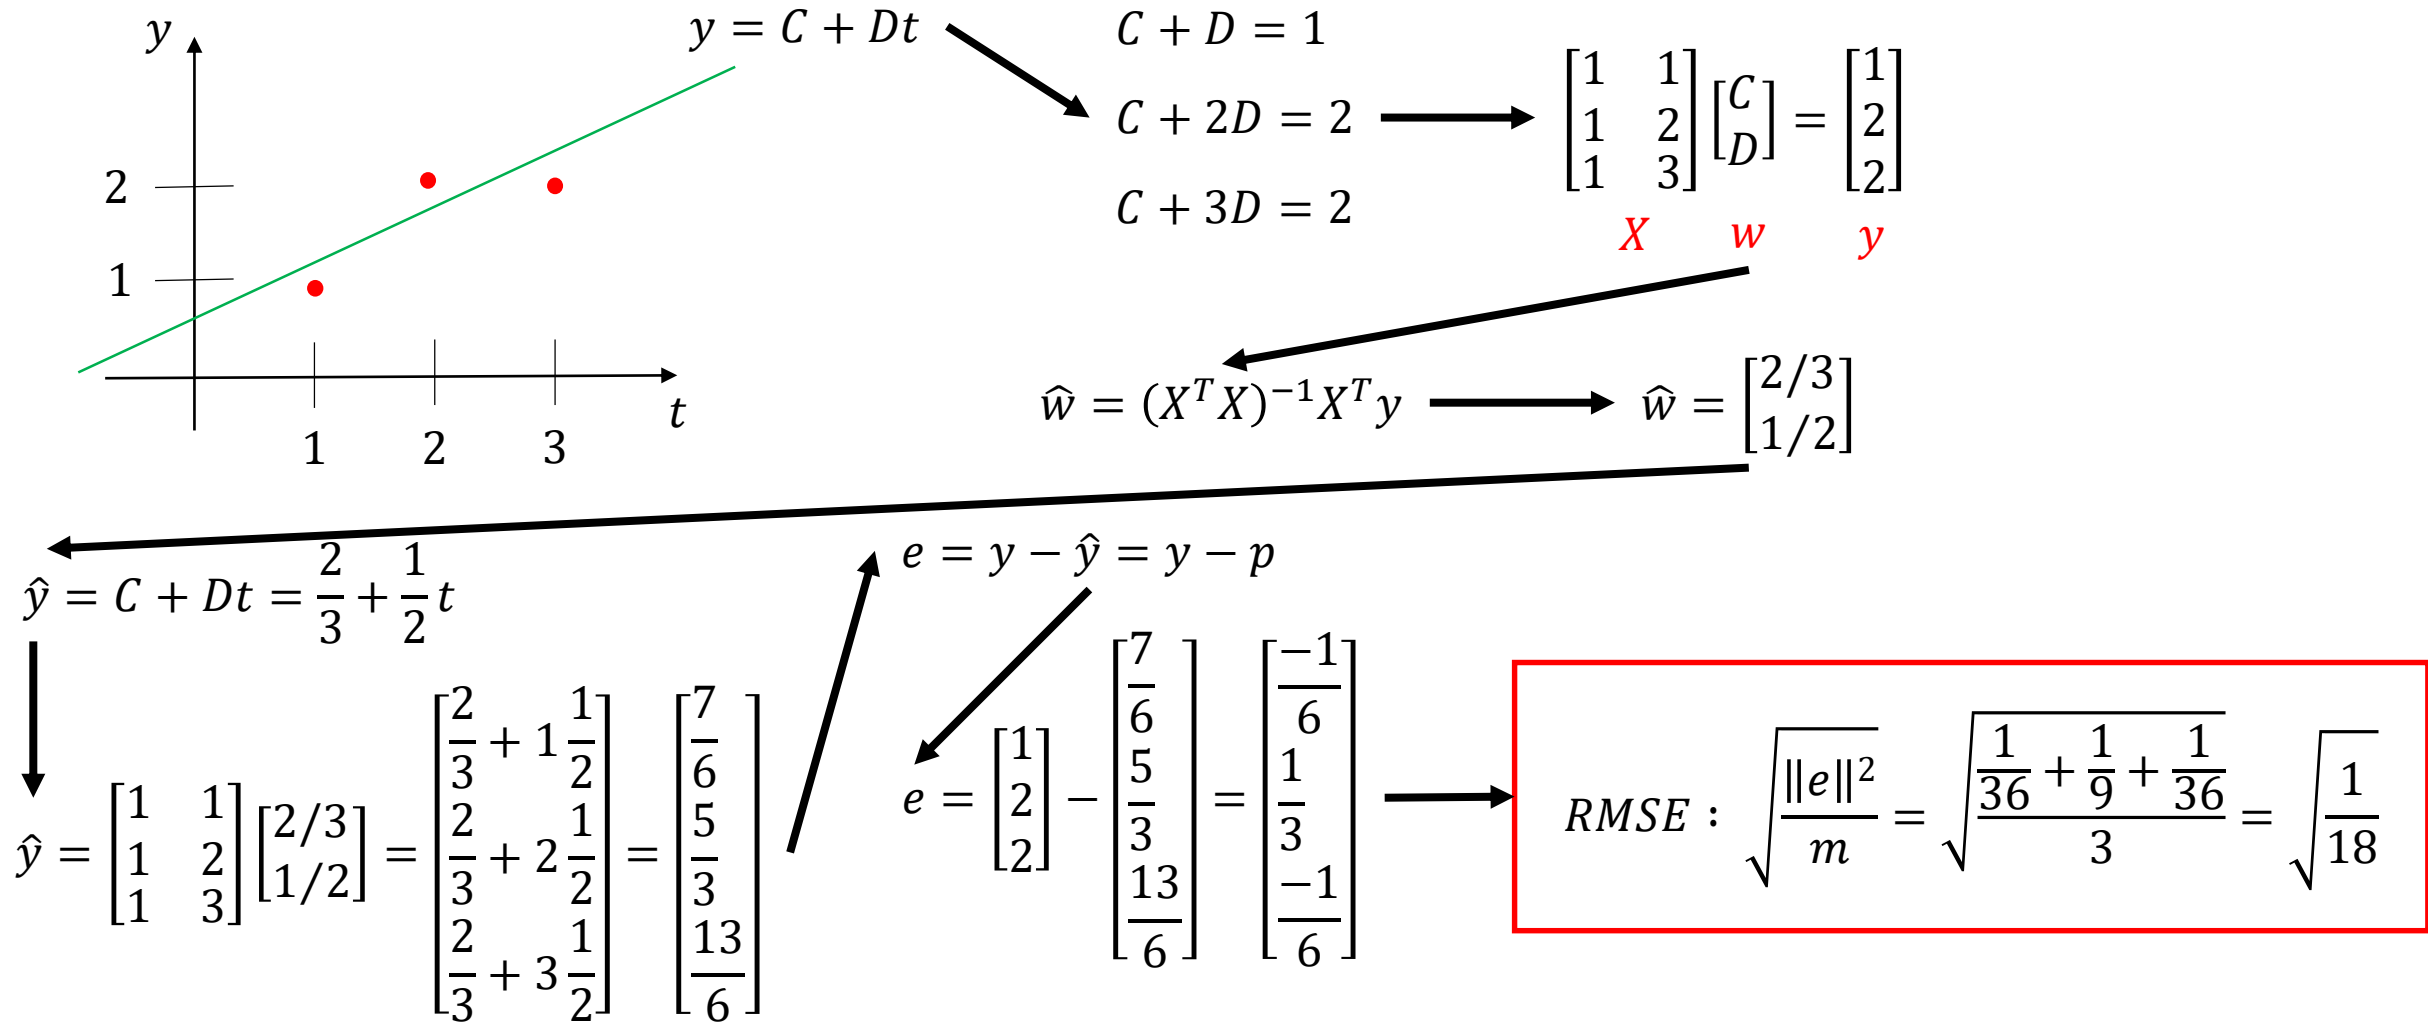 y
2
1
1 2 3
t
y = C + Dt
C + D = 1
C + 2D = 2
C + 3D = 2
[1 1; 1 2; 1 3] [C; D] = [1; 2; 2]
X w y
ŵ = (XᵀX)⁻¹Xᵀy
ŵ = [2/3; 1/2]
ŷ = C + Dt = 2/3 + 1/2 t
ŷ = [1 1; 1 2; 1 3] [2/3; 1/2] = [2/3 + 1 1/2; 2/3 + 2 1/2; 2/3 + 3 1/2] = [7/6; 5/3; 13/6]
e = y − ŷ = y − p
e = [1; 2; 2] − [7/6; 5/3; 13/6] = [−1/6; 1/3; −1/6]
RMSE : √(‖e‖²/m) = √((1/36 + 1/9 + 1/36)/3) = √(1/18)